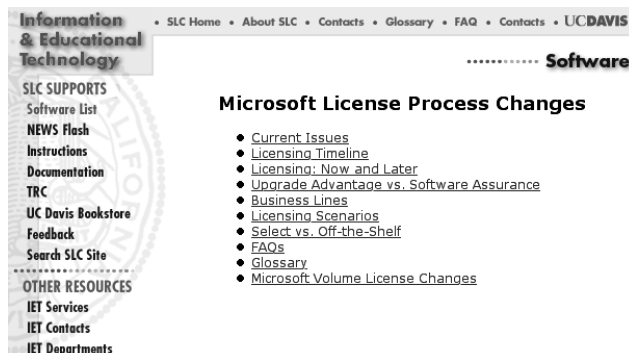 Information
& Educational
Technology
• SLC Home • About SLC • Contacts • Glossary • FAQ • Contacts • UCDAVIS
Software
SLC SUPPORTS
Software List
NEWS Flash
Instructions
Documentation
TRC
UC Davis Bookstore
Feedback
Search SLC Site
OTHER RESOURCES
IET Services
IET Contacts
IET Departments
Microsoft License Process Changes
• Current Issues
• Licensing Timeline
• Licensing: Now and Later
• Upgrade Advantage vs. Software Assurance
• Business Lines
• Licensing Scenarios
• Select vs. Off-the-Shelf
• FAQs
• Glossary
• Microsoft Volume License Changes